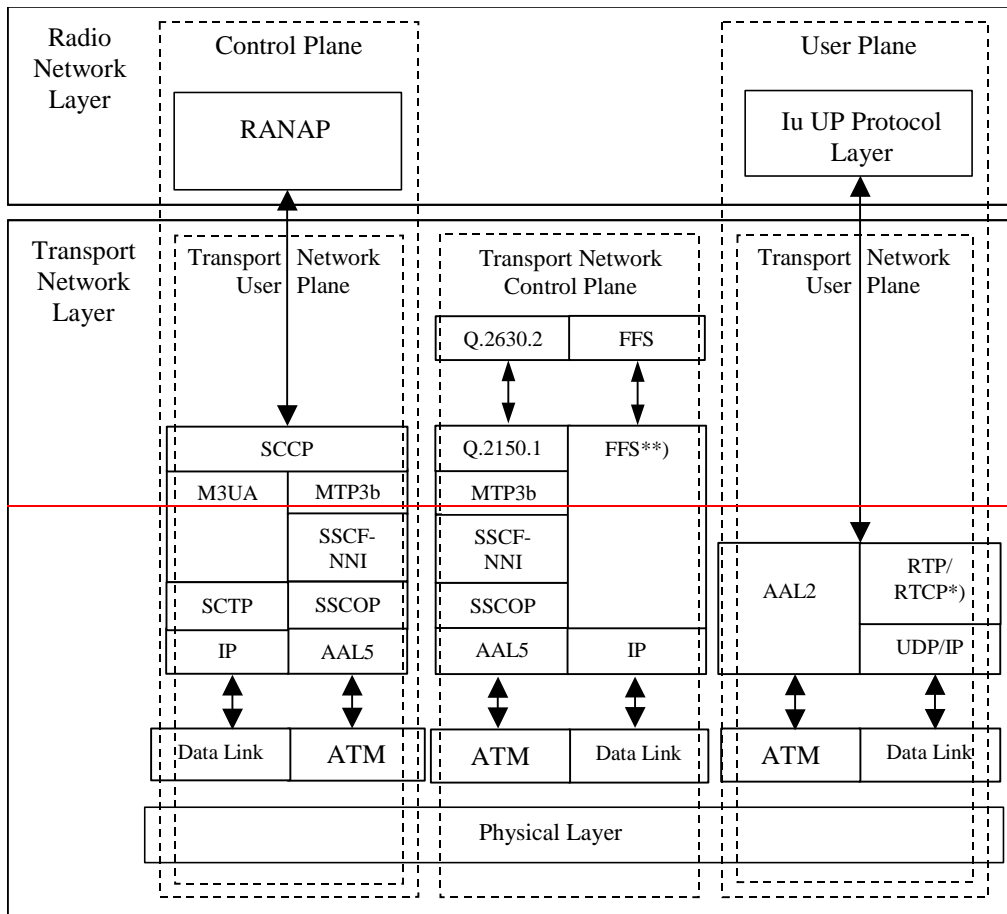 Radio
Network
Layer
Control Plane
User Plane
RANAP
Iu UP Protocol
Layer
Transport
Network
Layer
Transport Network
User Plane
Transport Network
Control Plane
Transport Network
User Plane
Q.2630.2
FFS
SCCP
Q.2150.1
FFS**)
M3UA
MTP3b
MTP3b
SSCF-
NNI
SSCF-
NNI
AAL2
RTP/
RTCP*)
SCTP
SSCOP
SSCOP
UDP/IP
IP
AAL5
AAL5
IP
Data Link
ATM
ATM
Data Link
ATM
Data Link
Physical Layer